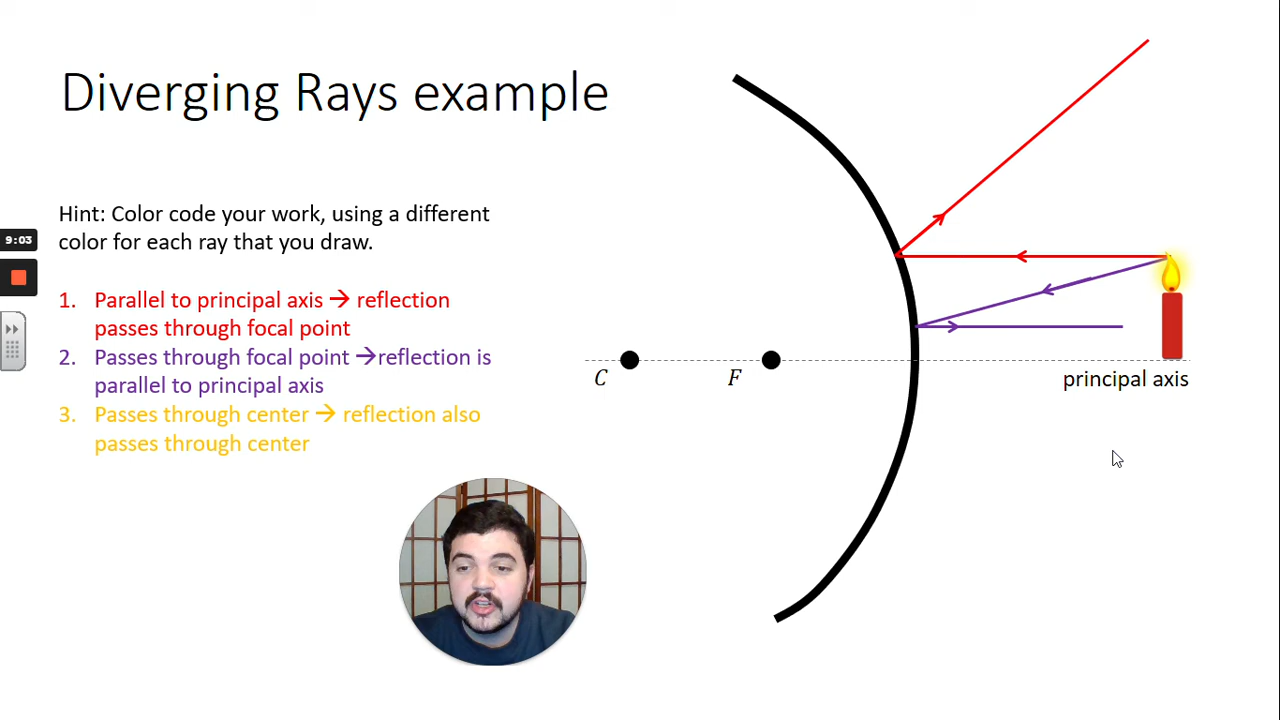 Diverging Rays example
Hint: Color code your work, using a different
color for each ray that you draw.
9:03
1. Parallel to principal axis → reflection
passes through focal point
2. Passes through focal point →reflection is
parallel to principal axis
3. Passes through center → reflection also
passes through center
C
F
principal axis